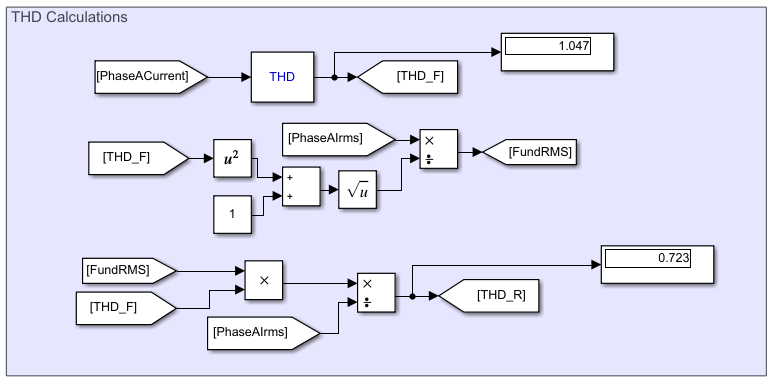 THD Calculations
1.047
[PhaseACurrent]
THD
[THD_F]
[PhaseAIrms]
×
÷
[THD_F]
u²
[FundRMS]
+
+
√u
1
[FundRMS]
×
0.723
×
÷
[THD_R]
[THD_F]
[PhaseAIrms]